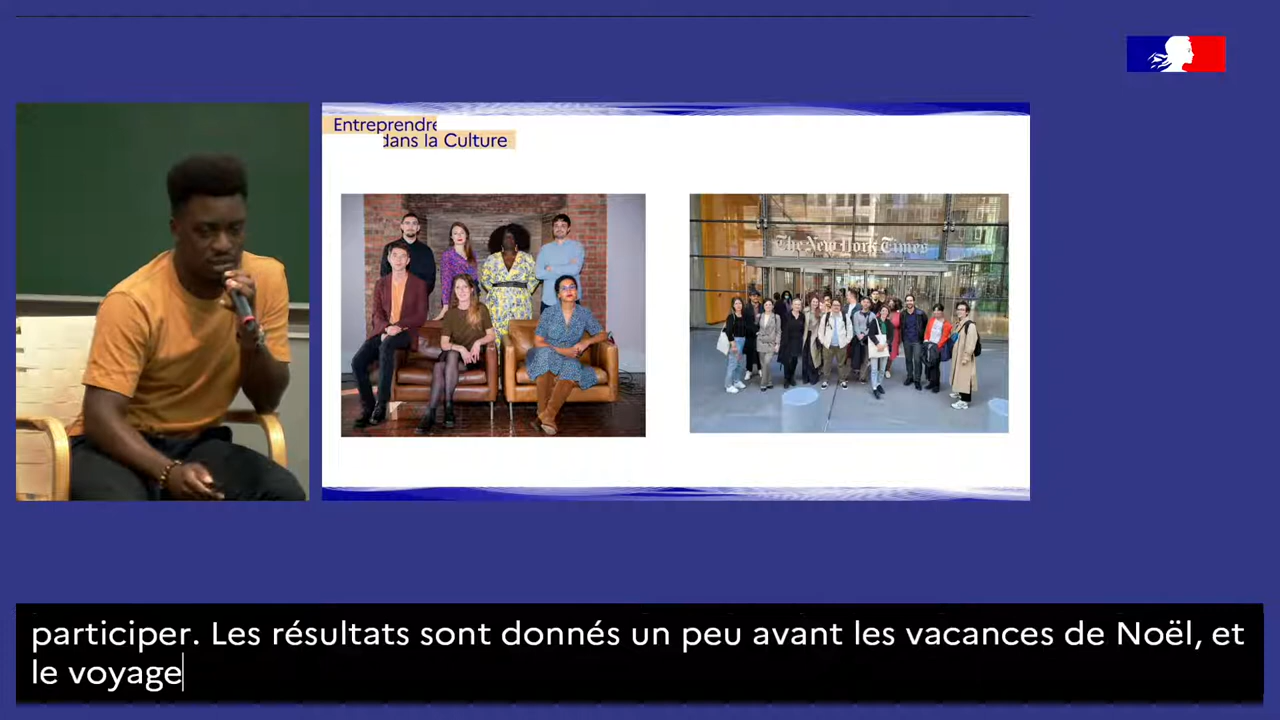 Entreprendre
dans la Culture
The New York Times
participer. Les résultats sont donnés un peu avant les vacances de Noël, et
le voyage